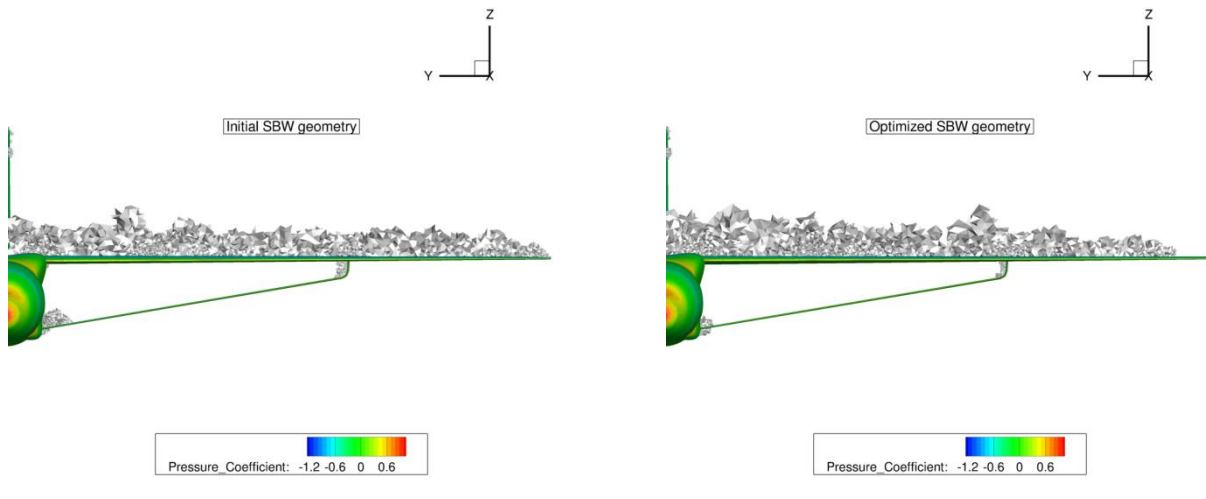 Z
Y X
Initial SBW geometry
Pressure_Coefficient: -1.2 -0.6 0 0.6
Z
Y X
Optimized SBW geometry
Pressure_Coefficient: -1.2 -0.6 0 0.6